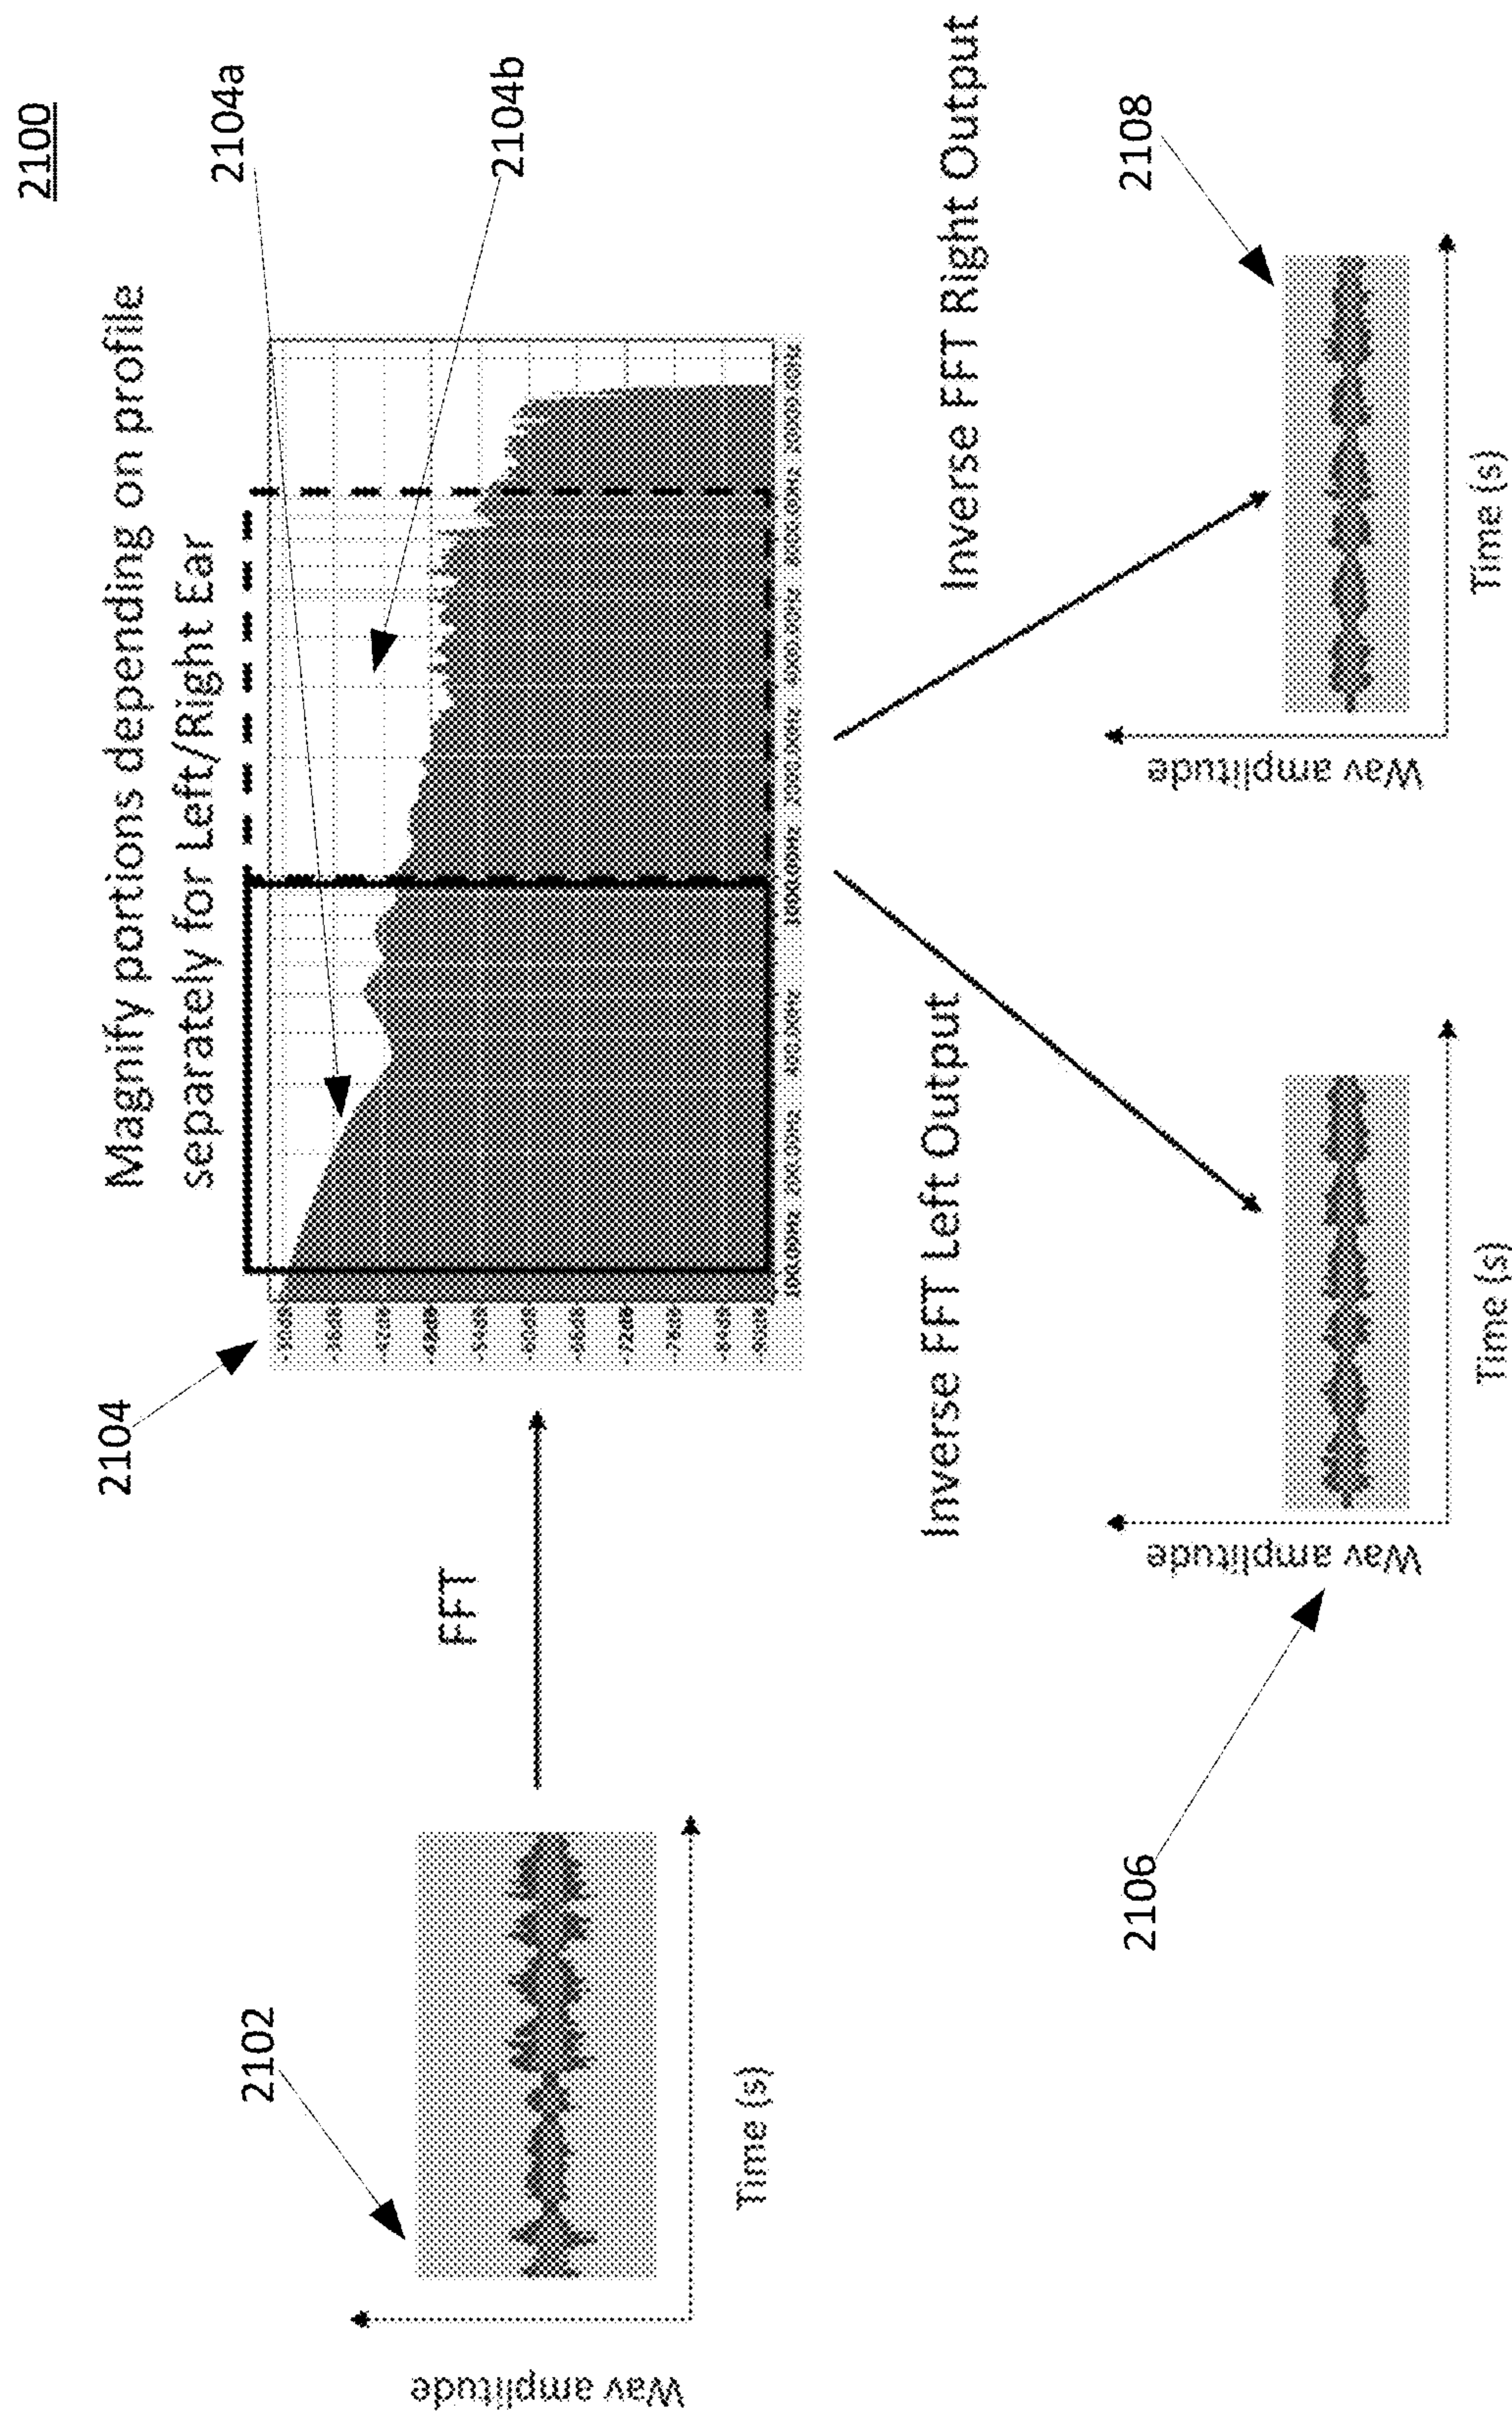 2100
Magnify portions depending on profile
separately for Left/Right Ear
2104
2104a
2104b
2102
FFT
Wav amplitude
Time (s)
Inverse FFT Left Output
Inverse FFT Right Output
2106
2108
Wav amplitude
Time (s)
Wav amplitude
Time (s)